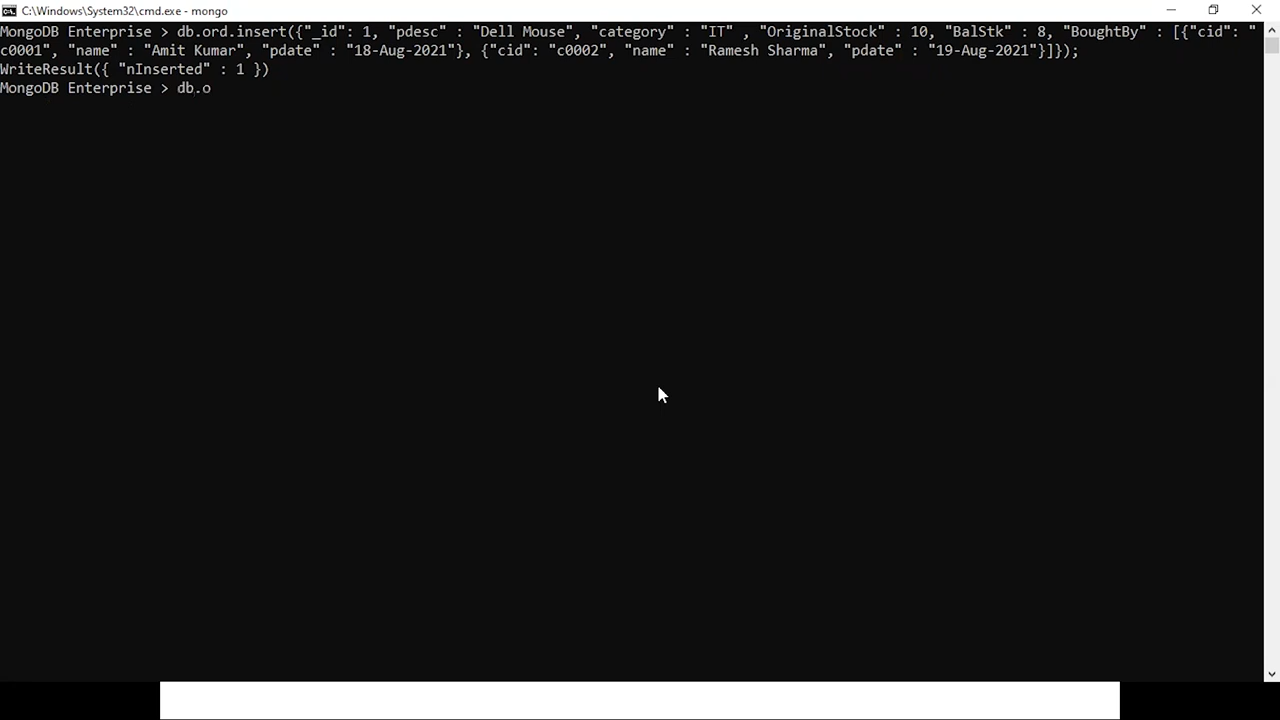 C:\Windows\System32\cmd.exe - mongo
MongoDB Enterprise > db.ord.insert({"_id": 1, "pdesc" : "Dell Mouse", "category" : "IT" , "OriginalStock" : 10, "BalStk" : 8, "BoughtBy" : [{"cid": "
c0001", "name" : "Amit Kumar", "pdate" : "18-Aug-2021"}, {"cid": "c0002", "name" : "Ramesh Sharma", "pdate" : "19-Aug-2021"}]});
WriteResult({ "nInserted" : 1 })
MongoDB Enterprise > db.o